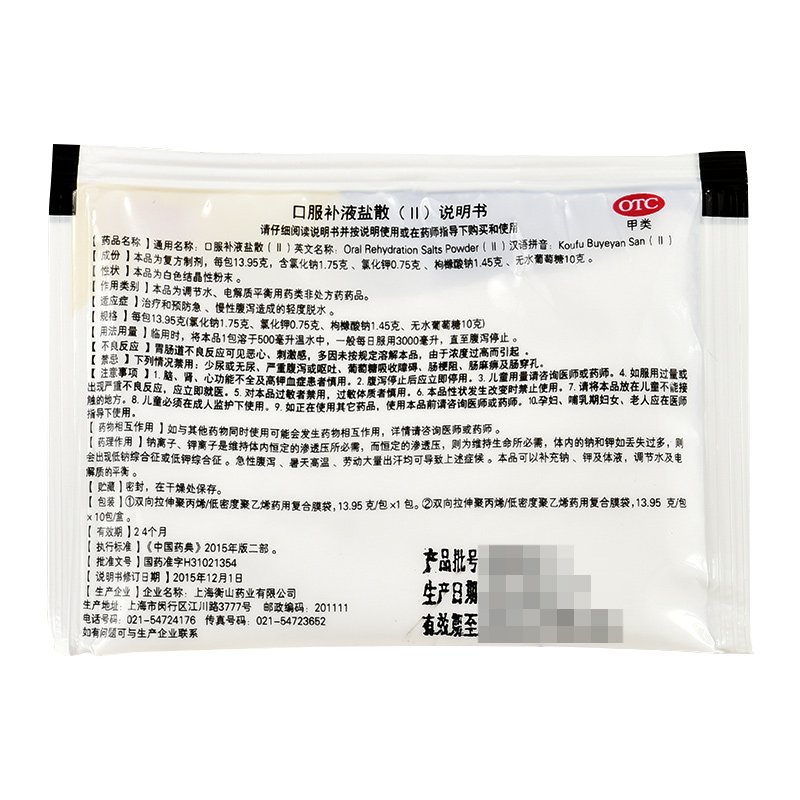 口服补液盐散（II）说明书
OTC
甲类
请仔细阅读说明书并按说明使用或在药师指导下购买和使用
【药品名称】通用名称：口服补液盐散（II）英文名称：Oral Rehydration Salts Powder（II）汉语拼音：Koufu Buyeyan San（II）
【成份】本品为复方制剂，每包13.95克，含氯化钠1.75克、氯化钾0.75克、枸橼酸钠1.45克、无水葡萄糖10克。
【性状】本品为白色结晶性粉末。
【作用类别】本品为调节水、电解质平衡用药类非处方药药品。
【适应症】治疗和预防急、慢性腹泻造成的轻度脱水。
【规格】每包13.95克(氯化钠1.75克、氯化钾0.75克、枸橼酸钠1.45克、无水葡萄糖10克)
【用法用量】临用时，将本品1包溶于500毫升温水中，一般每日服用3000毫升，直至腹泻停止。
【不良反应】胃肠道不良反应可见恶心、刺激感，多因未按规定溶解本品，由于浓度过高而引起。
【禁忌】下列情况禁用：少尿或无尿、严重腹泻或呕吐、葡萄糖吸收障碍、肠梗阻、肠麻痹及肠穿孔。
【注意事项】1.脑、肾、心功能不全及高钾血症患者慎用。2.腹泻停止后应立即停用。3.儿童用量请咨询医师或药师。4.如服用过量或
出现严重不良反应，应立即就医。5.对本品过敏者禁用，过敏体质者慎用。6.本品性状发生改变时禁止使用。7.请将本品放在儿童不能接
触的地方。8.儿童必须在成人监护下使用。9.如正在使用其它药品，使用本品前请咨询医师或药师。10.孕妇、哺乳期妇女、老人应在医师
指导下使用。
【药物相互作用】如与其他药物同时使用可能会发生药物相互作用，详情请咨询医师或药师。
【药理作用】钠离子、钾离子是维持体内恒定的渗透压所必需，而恒定的渗透压，则为维持生命所必需，体内的钠和钾如丢失过多，则
会出现低钠综合征或低钾综合征。急性腹泻、暑天高温、劳动大量出汗均可导致上述症候。本品可以补充钠、钾及体液，调节水及电
解质的平衡。
【贮藏】密封，在干燥处保存。
【包装】①双向拉伸聚丙烯/低密度聚乙烯药用复合膜袋，13.95克/包×1包。②双向拉伸聚丙烯/低密度聚乙烯药用复合膜袋，13.95 克/包
×10包/盒。
【有效期】24个月
【执行标准】《中国药典》2015年版二部。
【批准文号】国药准字H31021354
【说明书修订日期】2015年12月1日
【生产企业】企业名称：上海衡山药业有限公司
生产地址：上海市闵行区江川路3777号 邮政编码：201111
电话号码：021-54724176 传真号码：021-54723652
如有问题可与生产企业联系
产品批号
生产日期
有效期至